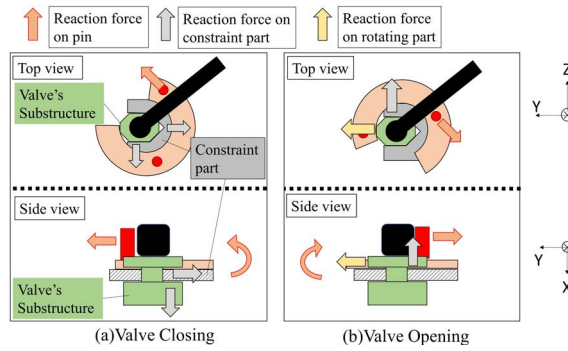 Reaction force
on pin
Reaction force on
constraint part
Reaction force
on rotating part
Top view
Valve's
Substructure
Constraint
part
Side view
Valve's
Substructure
(a)Valve Closing
Top view
Side view
(b)Valve Opening
Z
Y
Y
X